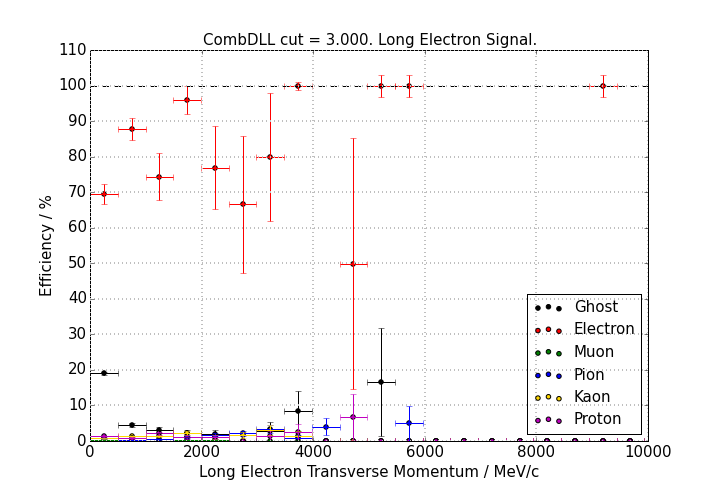 CombDLL cut = 3.000. Long Electron Signal.
110
100
90
80
70
60
50
40
30
20
10
0
Efficiency / %
Ghost
Electron
Muon
Pion
Kaon
Proton
0 2000 4000 6000 8000 10000
Long Electron Transverse Momentum / MeV/c